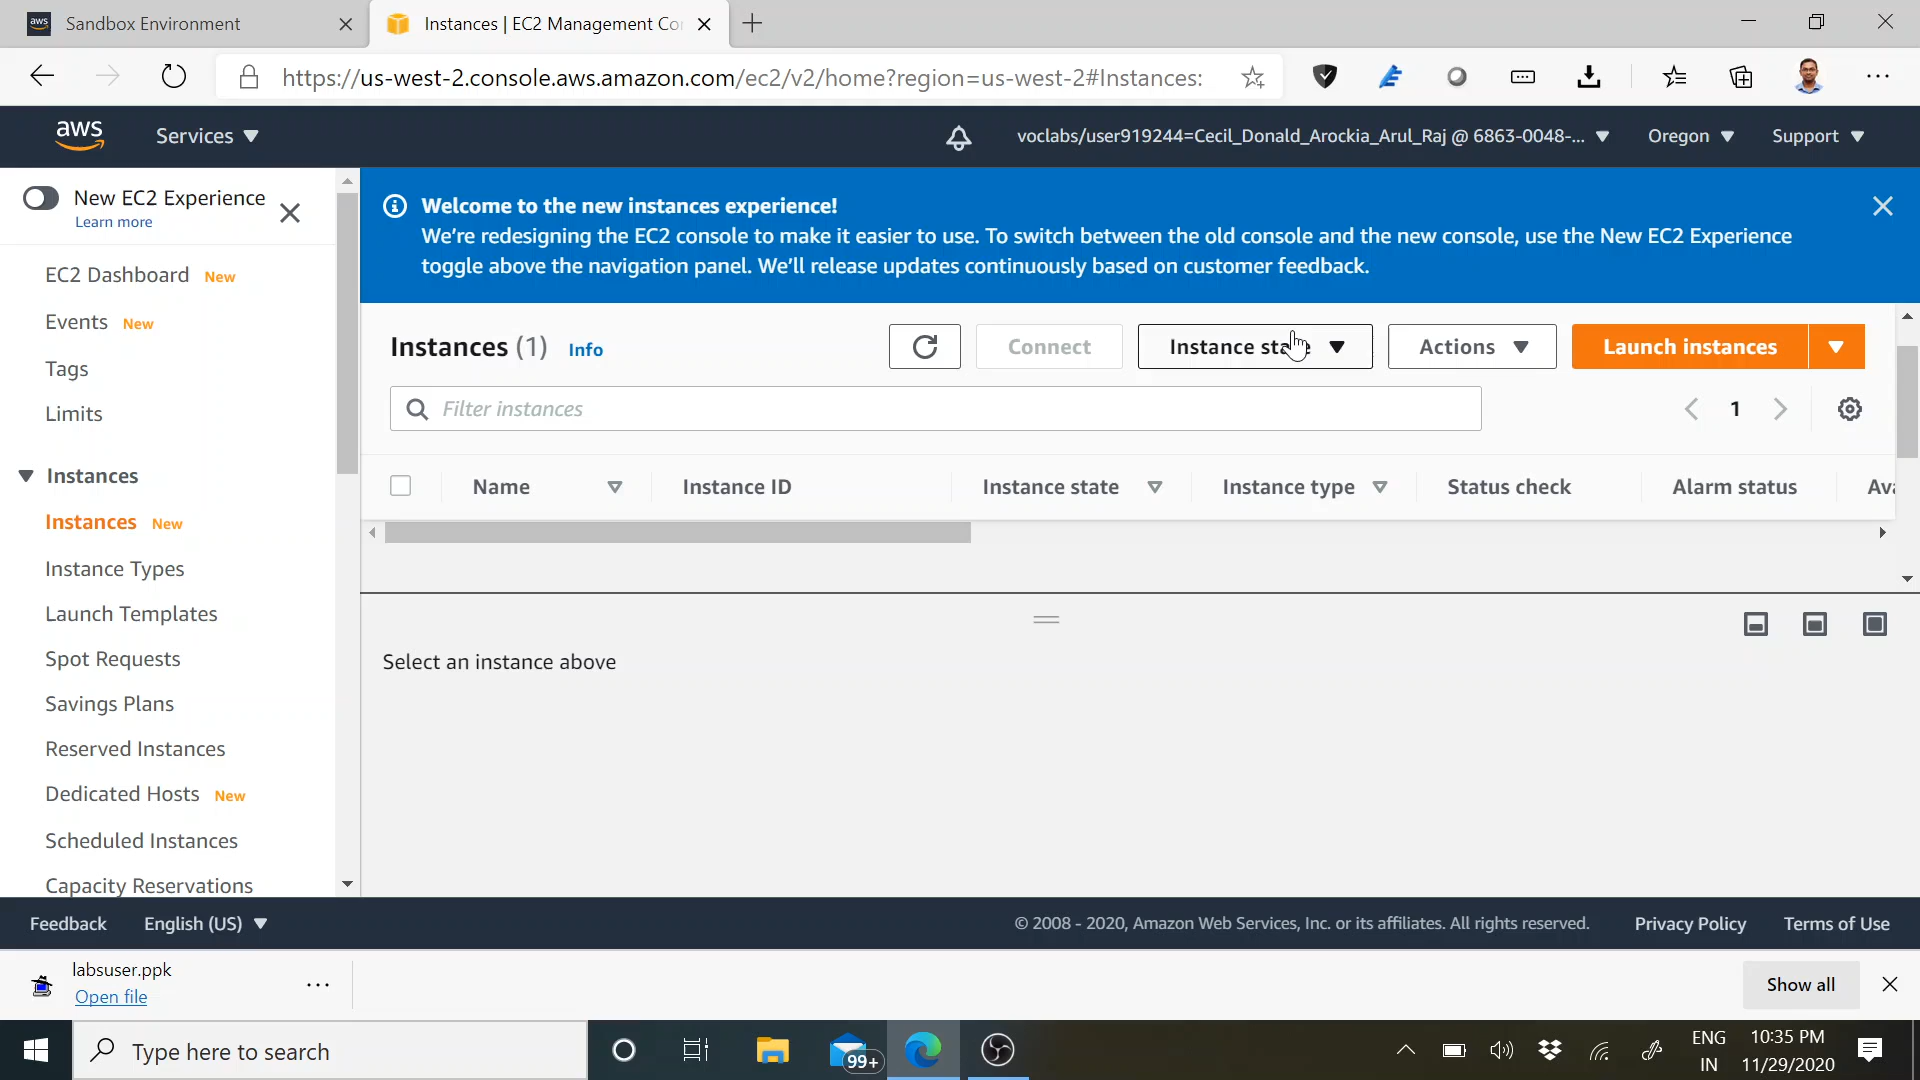 aws
Sandbox Environment
Instances | EC2 Management Co
https://us-west-2.console.aws.amazon.com/ec2/v2/home?region=us-west-2#Instances:
aws
Services
voclabs/user919244=Cecil_Donald_Arockia_Arul_Raj @ 6863-0048-...
Oregon
Support
New EC2 Experience
Learn more
EC2 Dashboard New
Events New
Tags
Limits
Instances
Instances New
Instance Types
Launch Templates
Spot Requests
Savings Plans
Reserved Instances
Dedicated Hosts New
Scheduled Instances
Capacity Reservations
Welcome to the new instances experience!
We're redesigning the EC2 console to make it easier to use. To switch between the old console and the new console, use the New EC2 Experience
toggle above the navigation panel. We'll release updates continuously based on customer feedback.
Instances (1) Info
Connect
Instance state
Actions
Launch instances
Filter instances
1
Name
Instance ID
Instance state
Instance type
Status check
Alarm status
Select an instance above
Feedback
English (US)
© 2008 - 2020, Amazon Web Services, Inc. or its affiliates. All rights reserved.
Privacy Policy
Terms of Use
labsuser.ppk
Open file
Show all
Type here to search
99+
ENG
IN
10:35 PM
11/29/2020